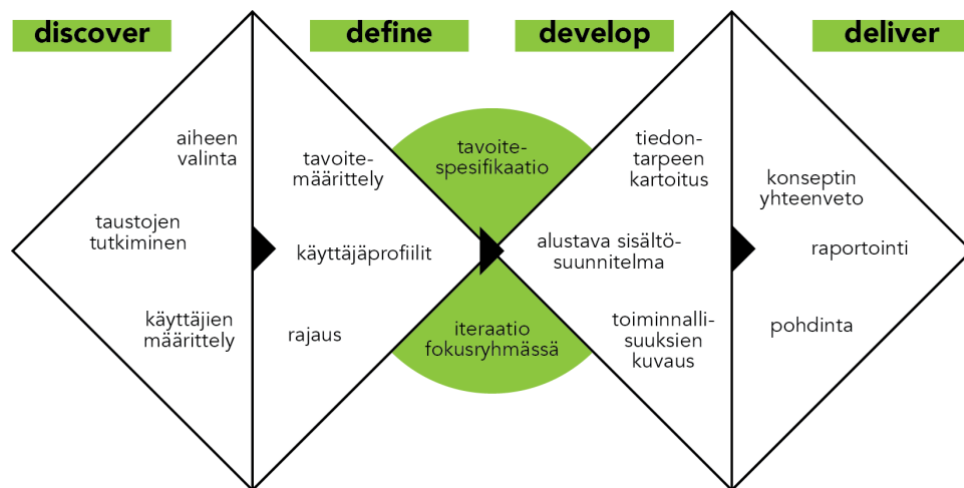 discover
define
develop
deliver
aiheen
valinta
taustojen
tutkiminen
käyttäjien
määrittely
tavoite-
määrittely
käyttäjäprofiilit
rajaus
tavoite-
spesifikaatio
iteraatio
fokusryhmässä
tiedon-
tarpeen
kartoitus
alustava sisältö-
suunnitelma
toiminnalli-
suuksien
kuvaus
konseptin
yhteenveto
raportointi
pohdinta